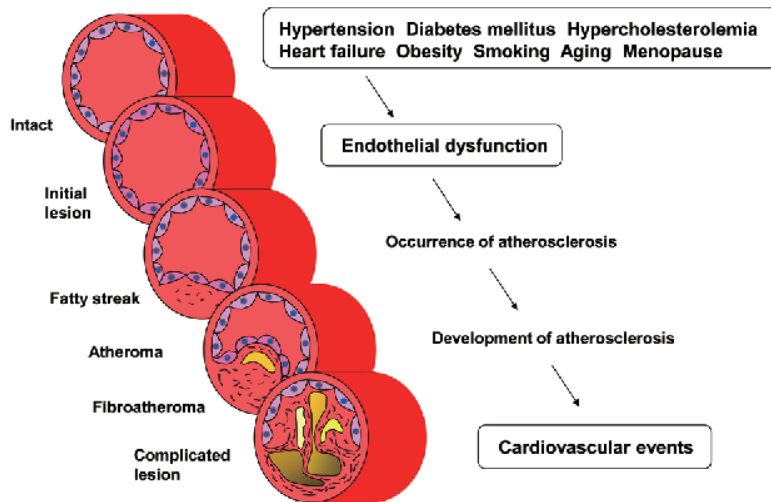 Hypertension Diabetes mellitus Hypercholesterolemia
Heart failure Obesity Smoking Aging Menopause
Intact
Endothelial dysfunction
Initial
lesion
Occurrence of atherosclerosis
Fatty streak
Development of atherosclerosis
Atheroma
Fibroatheroma
Complicated
lesion
Cardiovascular events